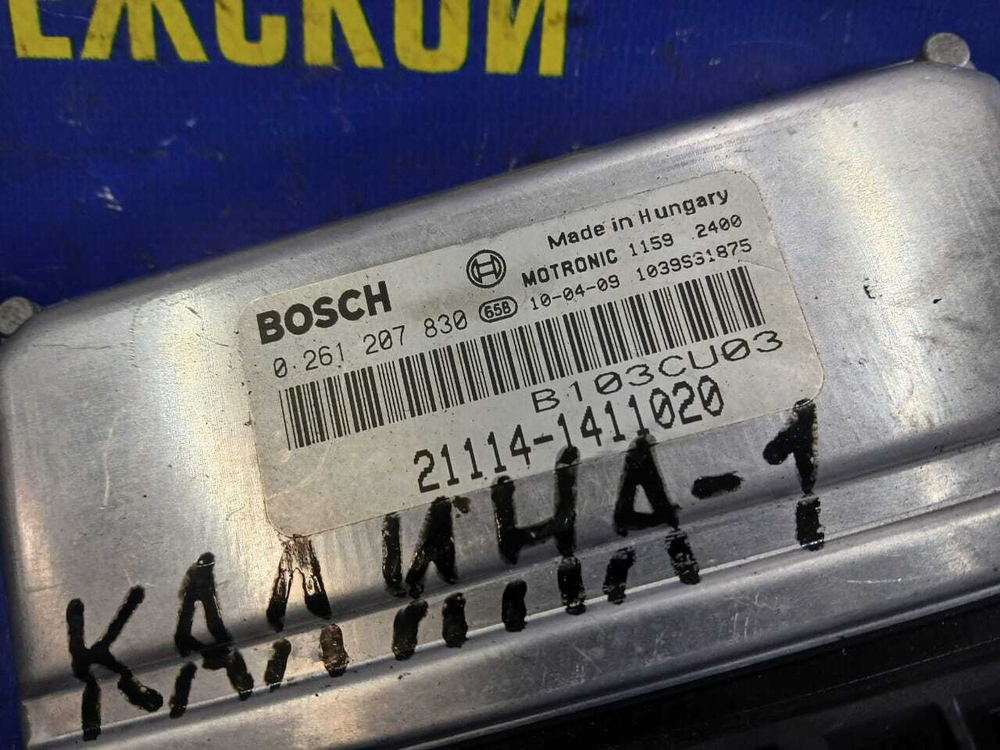 ЕЖСКОЙ
Made in Hungary
BOSCH
MOTRONIC 1159 2400
0 261 207 830 65B 10-04-09 1039S31875
B103CU03
21114-1411020
КАЛИНА-1